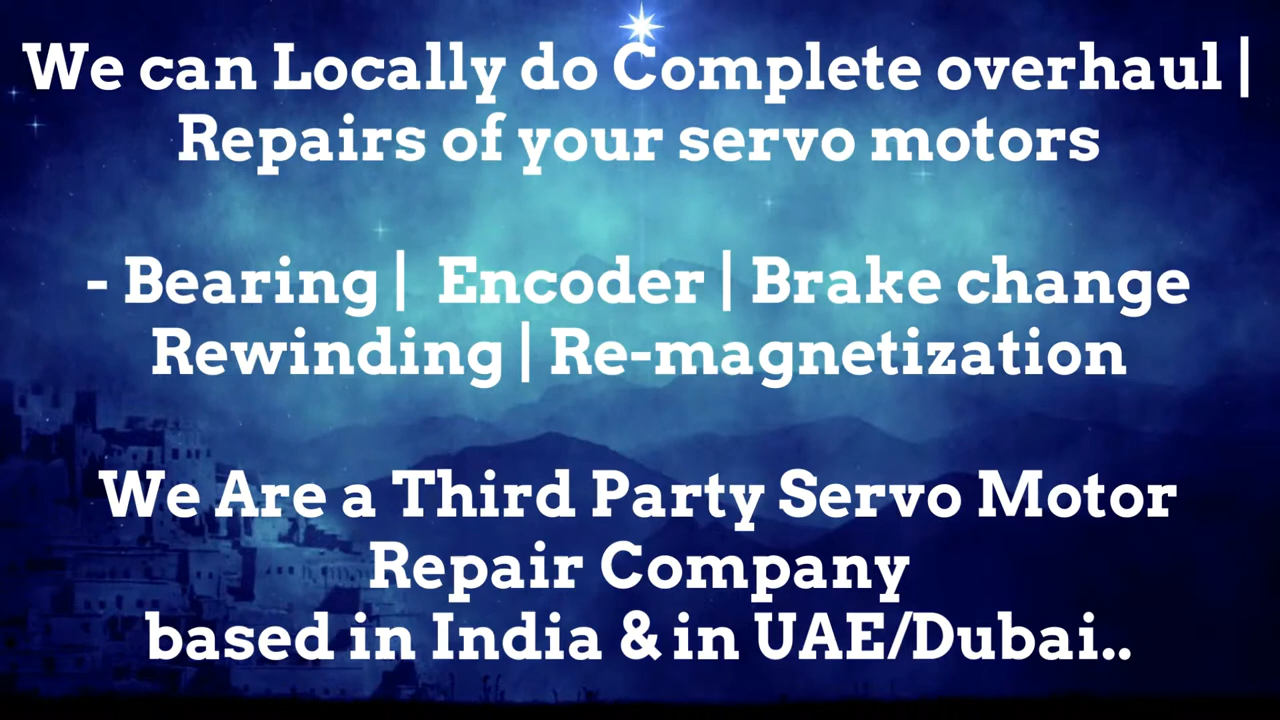 We can Locally do Complete overhaul |
Repairs of your servo motors
- Bearing |  Encoder | Brake change
Rewinding | Re-magnetization
We Are a Third Party Servo Motor
Repair Company
based in India & in UAE/Dubai..